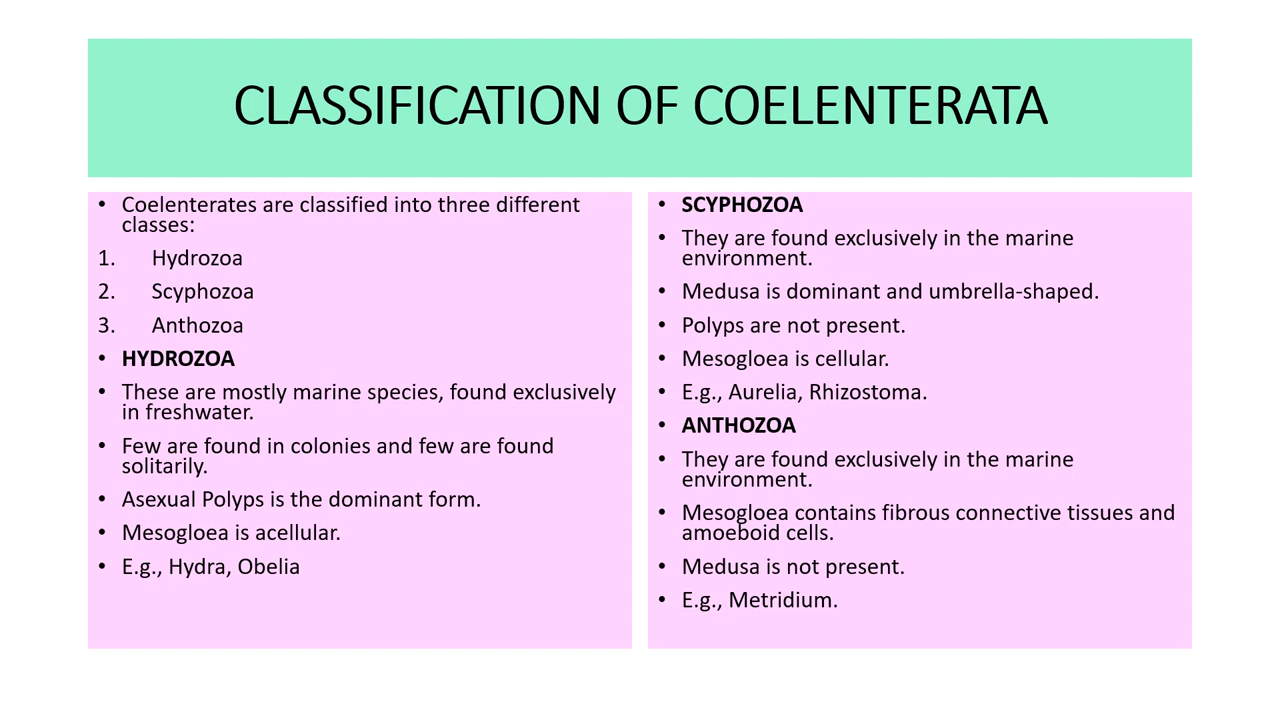 CLASSIFICATION OF COELENTERATA
• Coelenterates are classified into three different
classes:
1. Hydrozoa
2. Scyphozoa
3. Anthozoa
• HYDROZOA
• These are mostly marine species, found exclusively
in freshwater.
• Few are found in colonies and few are found
solitarily.
• Asexual Polyps is the dominant form.
• Mesogloea is acellular.
• E.g., Hydra, Obelia
• SCYPHOZOA
• They are found exclusively in the marine
environment.
• Medusa is dominant and umbrella-shaped.
• Polyps are not present.
• Mesogloea is cellular.
• E.g., Aurelia, Rhizostoma.
• ANTHOZOA
• They are found exclusively in the marine
environment.
• Mesogloea contains fibrous connective tissues and
amoeboid cells.
• Medusa is not present.
• E.g., Metridium.